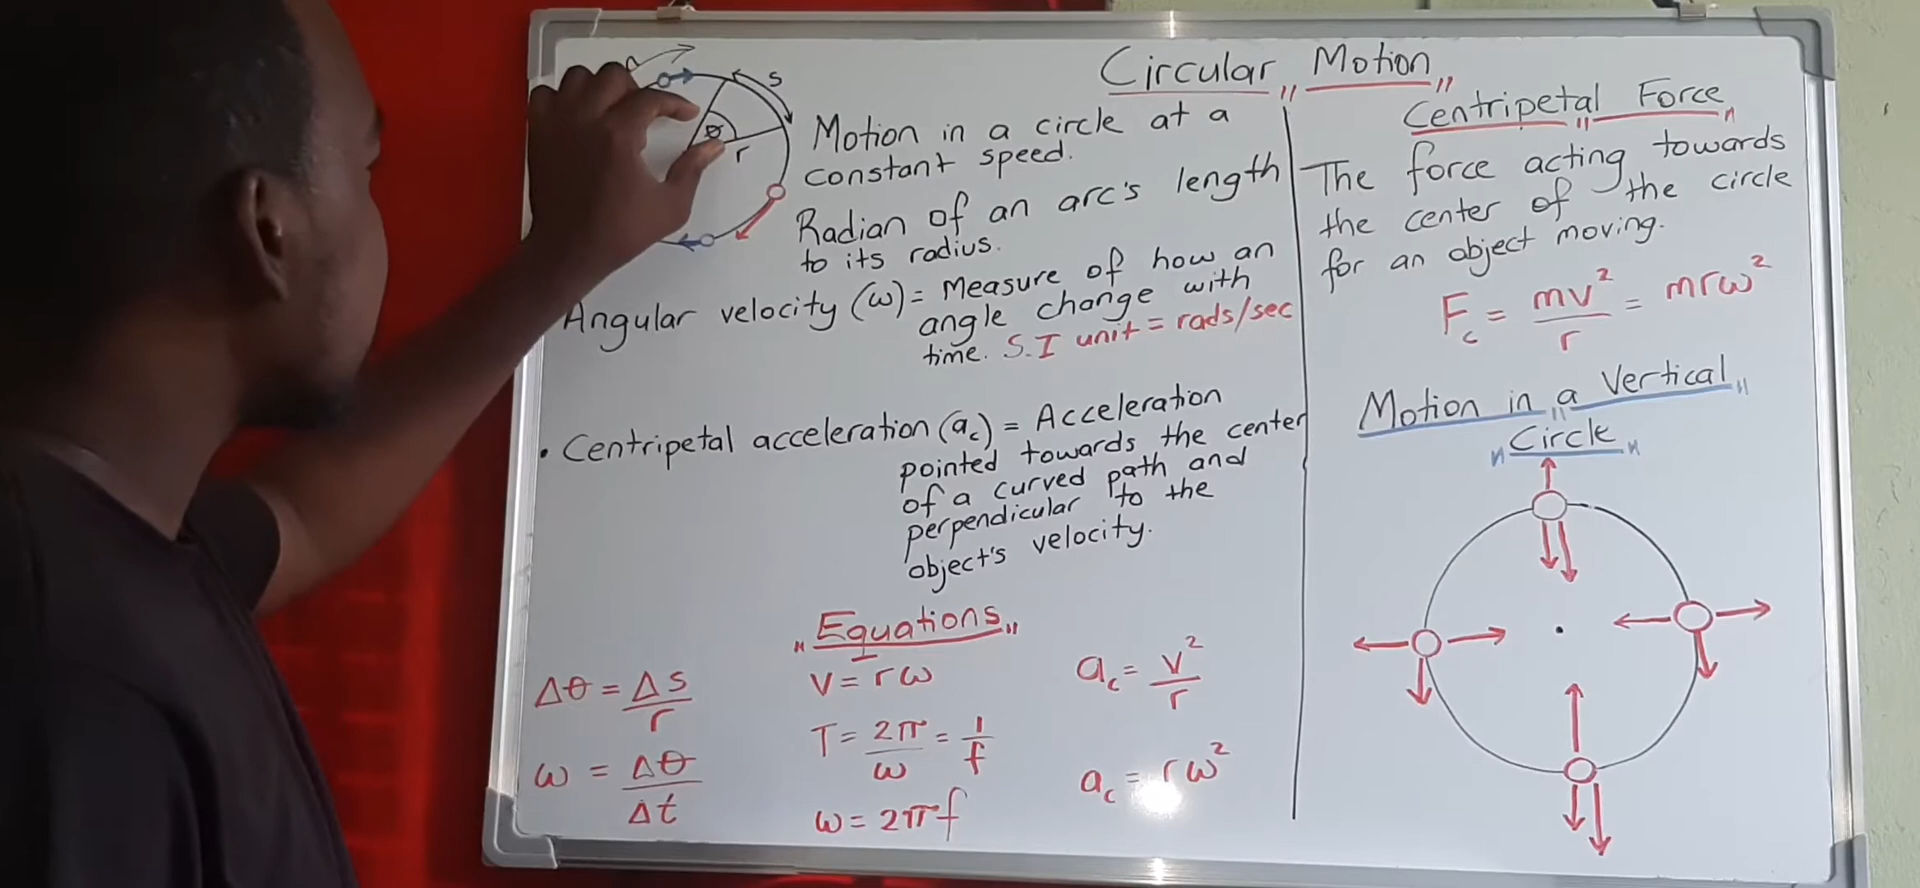 Circular Motion
s
θ
r
Motion in a circle at a
constant speed.
Radian of an arc's length
to its radius.
Angular velocity (ω) = Measure of how an
angle change with
time. S.I unit = rads/sec
• Centripetal acceleration (ac) = Acceleration
pointed towards the center
of a curved path and
perpendicular to the
object's velocity.
"Equations"
Δθ = Δs/r
ω = Δθ/Δt
v = rω
T = 2π/ω = 1/f
ω = 2πf
ac = v²/r
ac = rω²
Centripetal Force
The force acting towards
the center of the circle
for an object moving.
Fc = mv²/r = mrω²
Motion in a Vertical
"Circle"